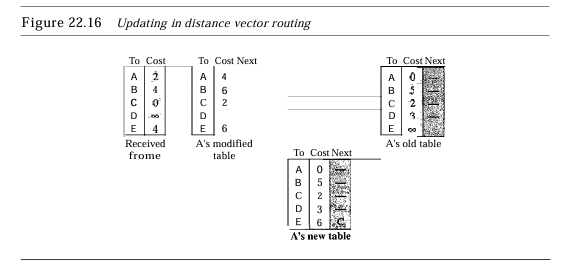 Figure 22.16 Updating in distance vector routing
To Cost
A 2
B 4
C 0
D ∞
E 4
Received
frome
To Cost Next
A 4
B 6
C 2
D
E 6
A's modified
table
To Cost Next
A 0 —
B 5 —
C 2 —
D 3 —
E ∞
A's old table
To Cost Next
A 0 —
B 5 —
C 2 —
D 3 —
E 6 C
A's new table